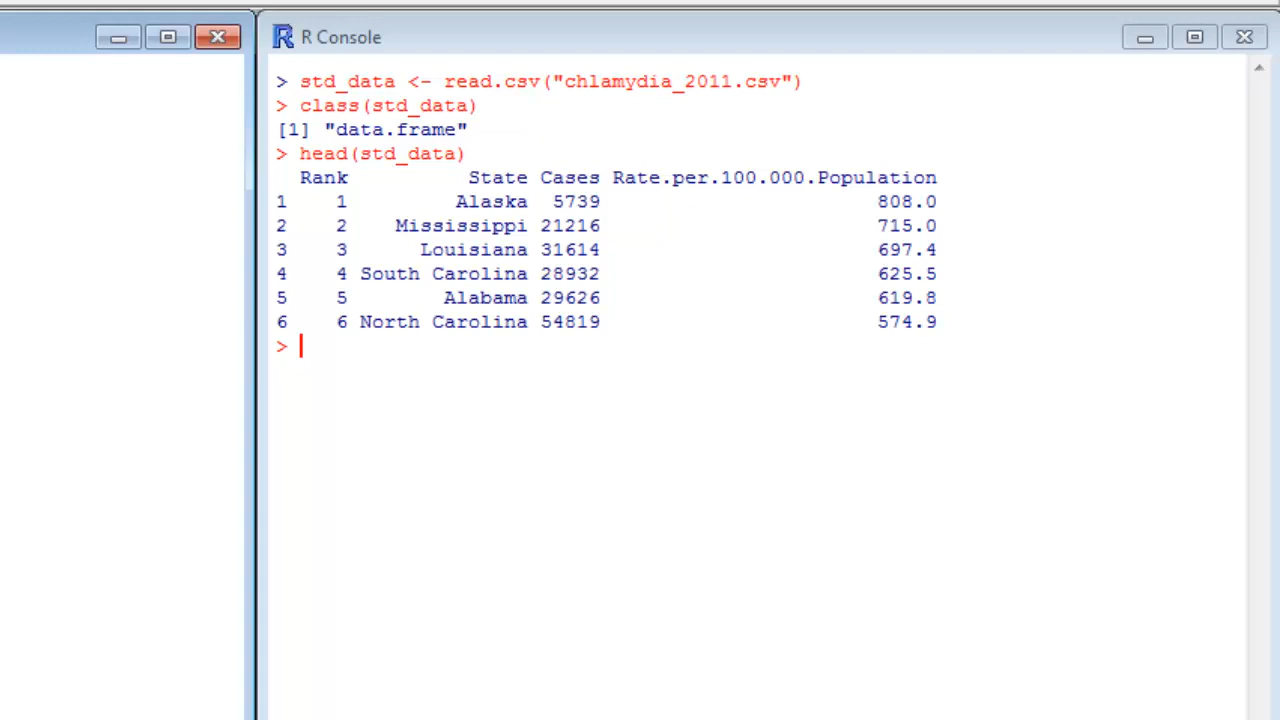 R Console
> std_data <- read.csv("chlamydia_2011.csv")
> class(std_data)
[1] "data.frame"
> head(std_data)
  Rank          State Cases Rate.per.100.000.Population
1    1         Alaska  5739                       808.0
2    2    Mississippi 21216                       715.0
3    3      Louisiana 31614                       697.4
4    4 South Carolina 28932                       625.5
5    5        Alabama 29626                       619.8
6    6 North Carolina 54819                       574.9
>